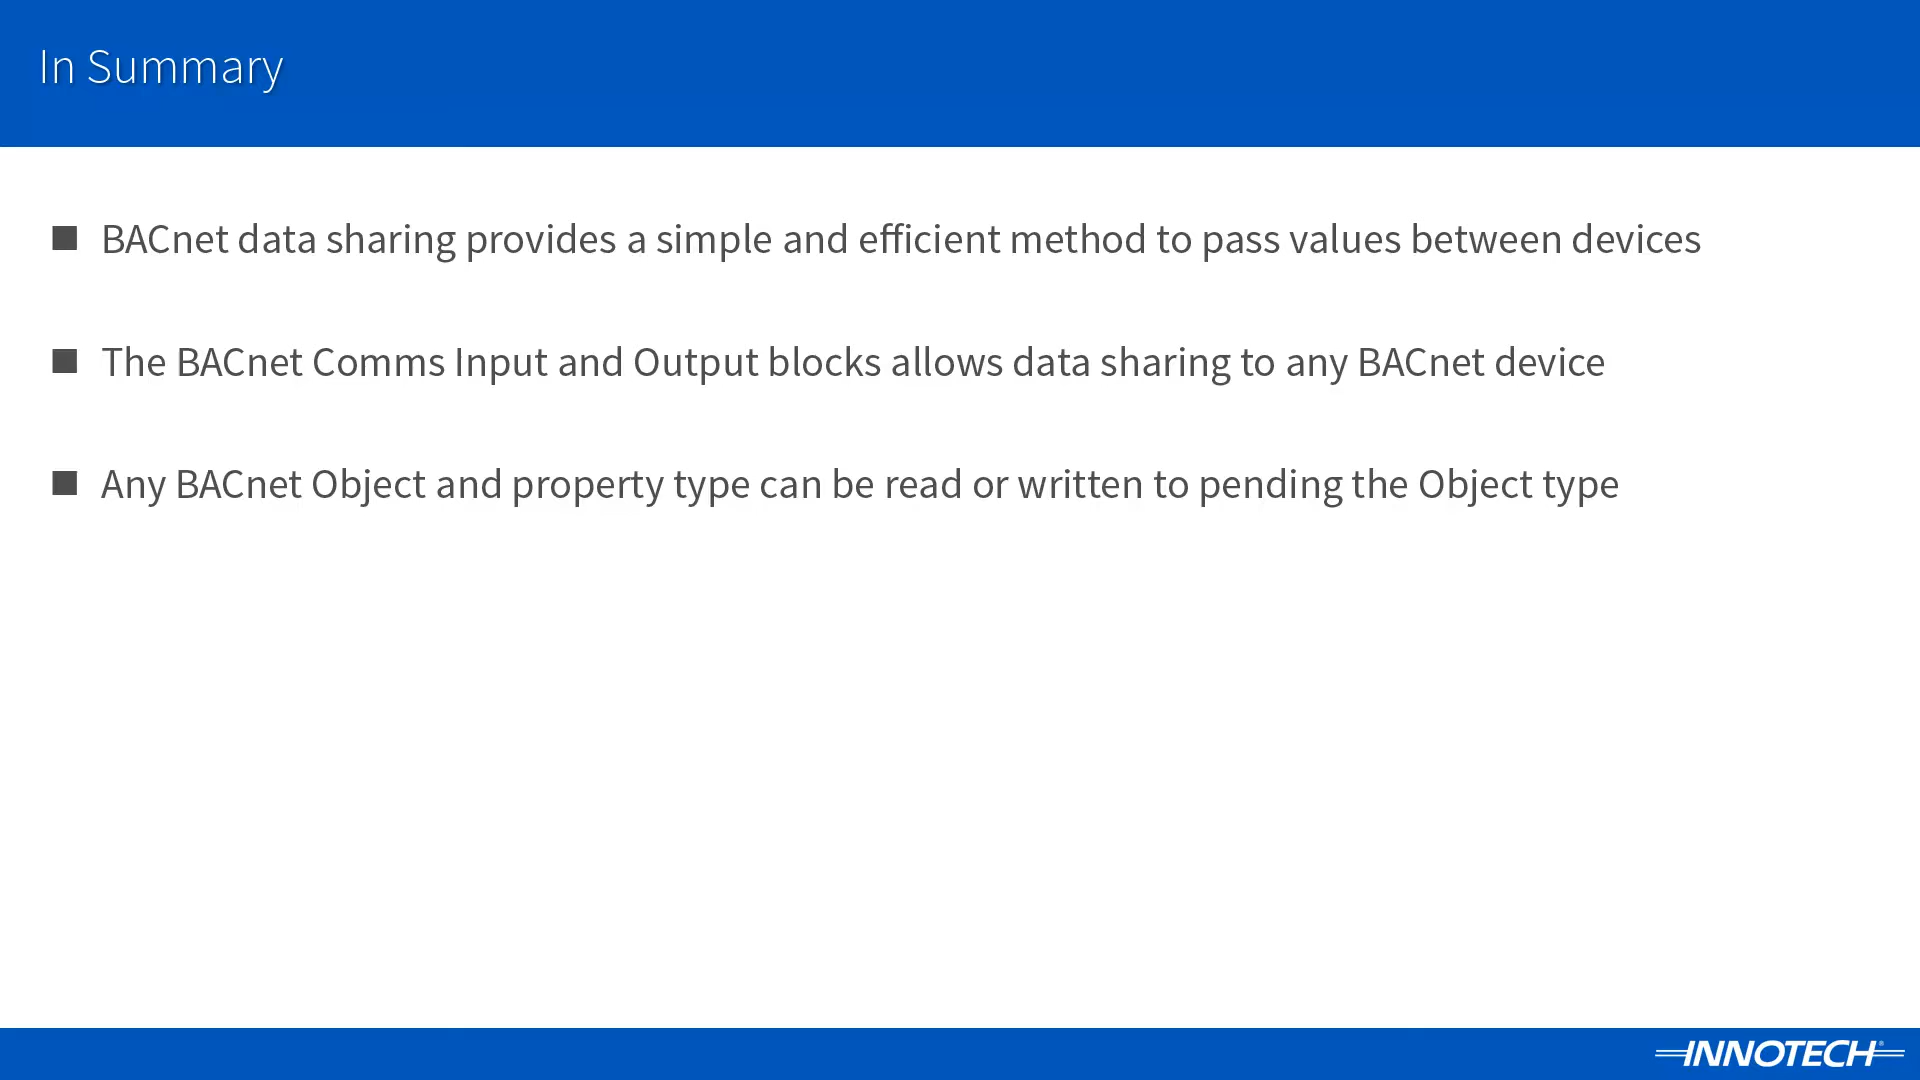 In Summary
BACnet data sharing provides a simple and efficient method to pass values between devices
The BACnet Comms Input and Output blocks allows data sharing to any BACnet device
Any BACnet Object and property type can be read or written to pending the Object type
INNOTECH®